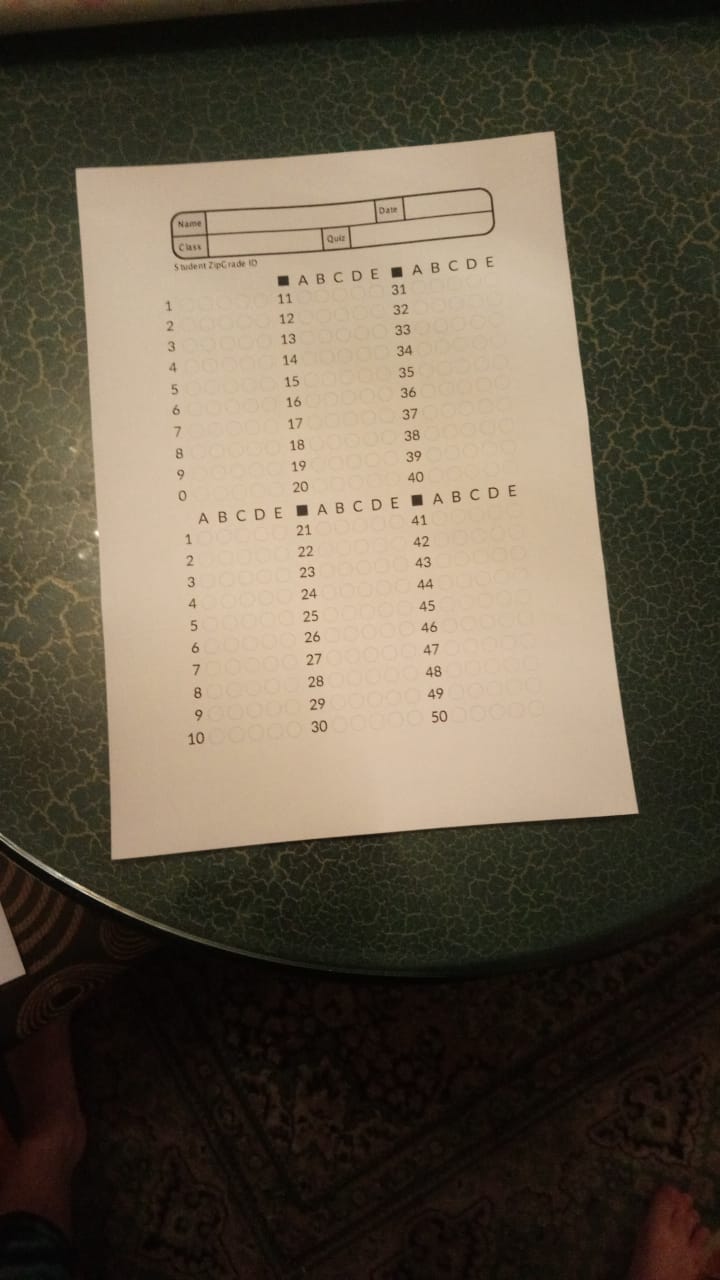 Name Date
Class Quiz
Student ZipGrade ID
■ A B C D E ■ A B C D E
1 11 31
2 12 32
3 13 33
4 14 34
5 15 35
6 16 36
7 17 37
8 18 38
9 19 39
0 20 40
A B C D E ■ A B C D E ■ A B C D E
1 21 41
2 22 42
3 23 43
4 24 44
5 25 45
6 26 46
7 27 47
8 28 48
9 29 49
10 30 50